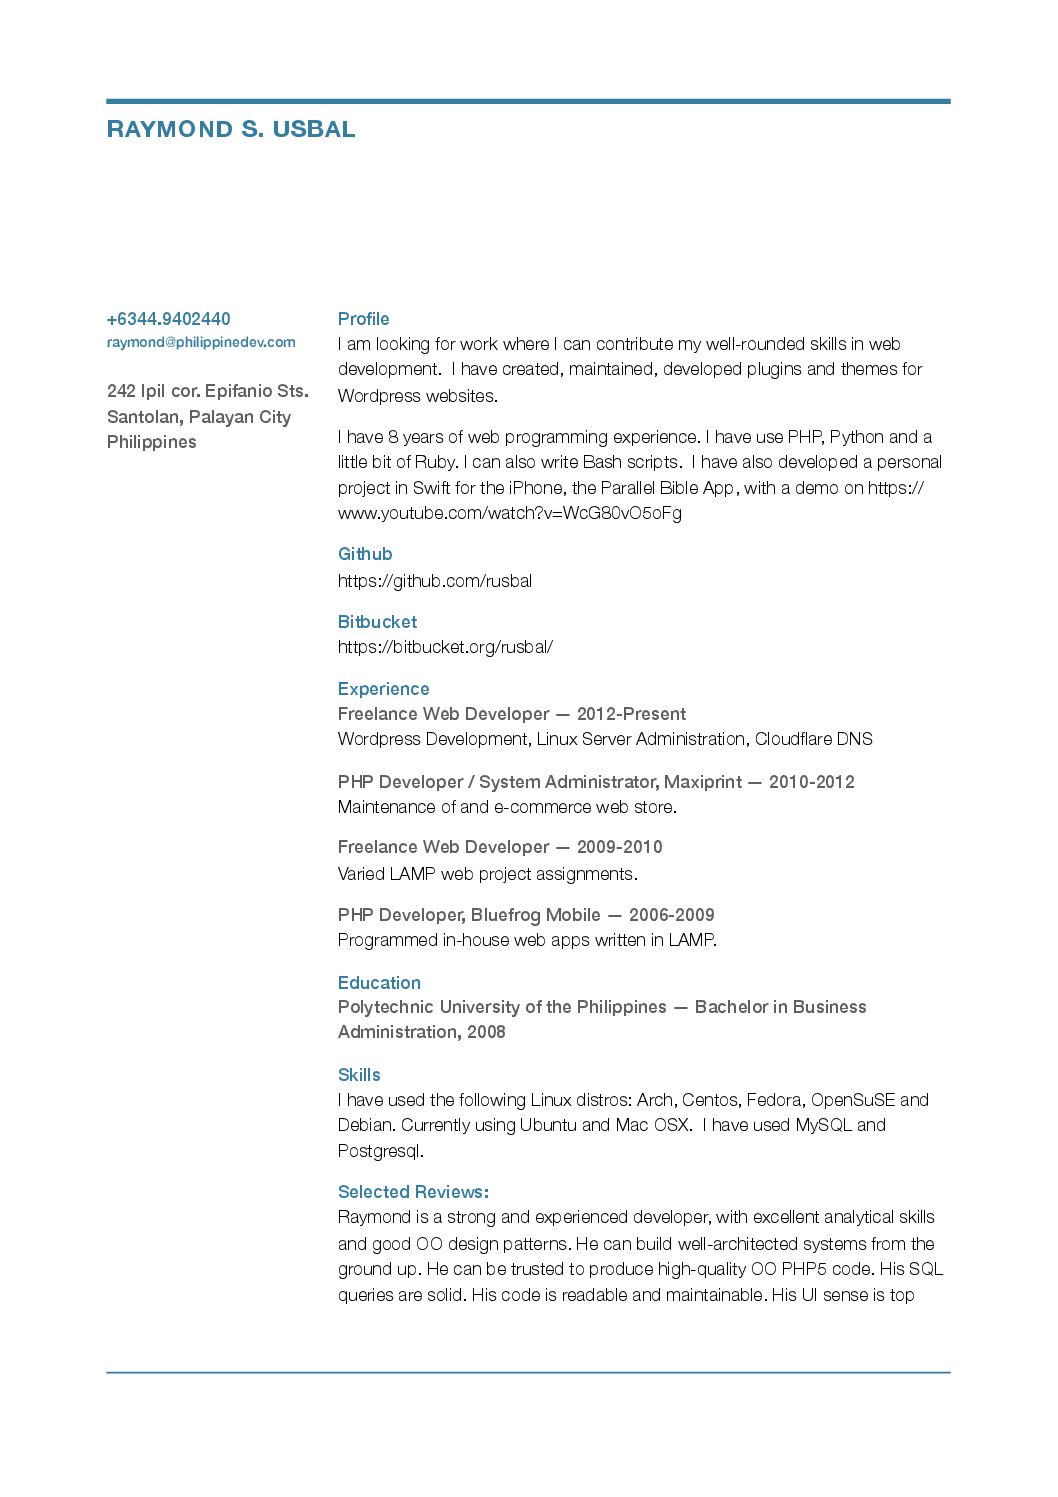 RAYMOND S. USBAL
+6344.9402440
raymond@philippinedev.com
242 Ipil cor. Epifanio Sts.
Santolan, Palayan City
Philippines
Profile
I am looking for work where I can contribute my well-rounded skills in web
development.  I have created, maintained, developed plugins and themes for
Wordpress websites.
I have 8 years of web programming experience. I have use PHP, Python and a
little bit of Ruby. I can also write Bash scripts.  I have also developed a personal
project in Swift for the iPhone, the Parallel Bible App, with a demo on https://
www.youtube.com/watch?v=WcG80vO5oFg
Github
https://github.com/rusbal
Bitbucket
https://bitbucket.org/rusbal/
Experience
Freelance Web Developer — 2012-Present
Wordpress Development, Linux Server Administration, Cloudflare DNS
PHP Developer / System Administrator, Maxiprint — 2010-2012
Maintenance of and e-commerce web store.
Freelance Web Developer — 2009-2010
Varied LAMP web project assignments.
PHP Developer, Bluefrog Mobile — 2006-2009
Programmed in-house web apps written in LAMP.
Education
Polytechnic University of the Philippines — Bachelor in Business
Administration, 2008
Skills
I have used the following Linux distros: Arch, Centos, Fedora, OpenSuSE and
Debian. Currently using Ubuntu and Mac OSX.  I have used MySQL and
Postgresql.
Selected Reviews:
Raymond is a strong and experienced developer, with excellent analytical skills
and good OO design patterns. He can build well-architected systems from the
ground up. He can be trusted to produce high-quality OO PHP5 code. His SQL
queries are solid. His code is readable and maintainable. His UI sense is top